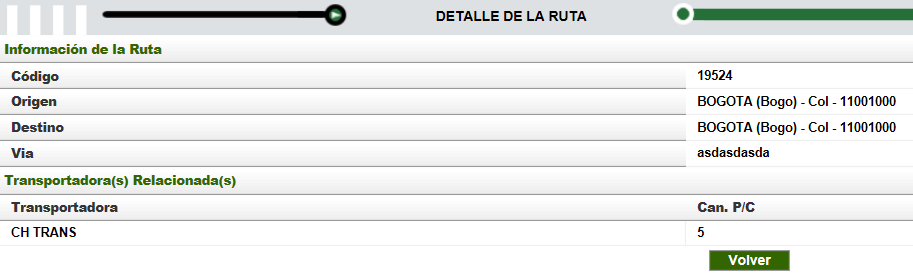 DETALLE DE LA RUTA
Información de la Ruta
Código 19524
Origen BOGOTA (Bogo) - Col - 11001000
Destino BOGOTA (Bogo) - Col - 11001000
Via asdasdasda
Transportadora(s) Relacionada(s)
Transportadora Can. P/C
CH TRANS 5
Volver